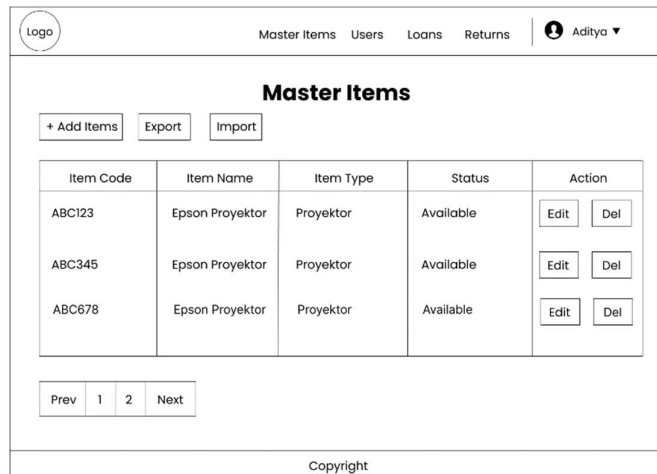 Logo
Master Items Users Loans Returns Aditya ▼
Master Items
+ Add Items Export Import
Item Code Item Name Item Type Status Action
ABC123 Epson Proyektor Proyektor Available Edit Del
ABC345 Epson Proyektor Proyektor Available Edit Del
ABC678 Epson Proyektor Proyektor Available Edit Del
Prev 1 2 Next
Copyright